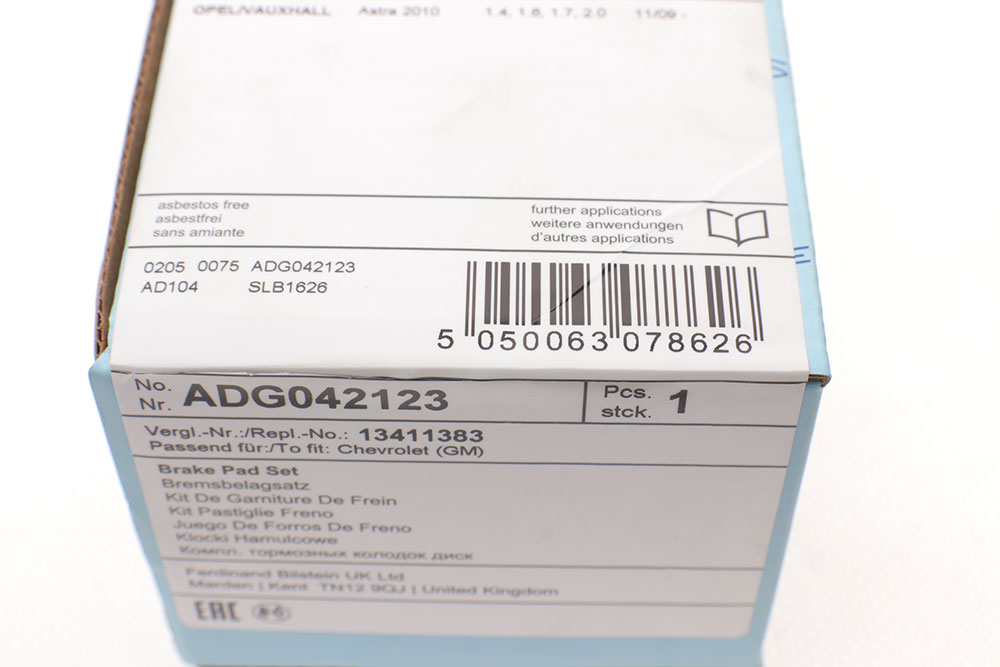 OPEL/VAUXHALL Astra 2010 1.4, 1.6, 1.7, 2.0 11/09 -
asbestos free
asbestfrei
sans amiante
further applications
weitere anwendungen
d'autres applications
0205 0075 ADG042123
AD104 SLB1626
5 050063 078626
No.
Nr. ADG042123
Pcs.
stck. 1
Vergl.-Nr.:/Repl.-No.: 13411383
Passend für:/To fit: Chevrolet (GM)
Brake Pad Set
Bremsbelagsatz
Kit De Garniture De Frein
Kit Pastiglie Freno
Juego De Forros De Freno
Klocki Hamulcowe
Компл. тормозных колодок диск
Ferdinand Bilstein UK Ltd
Marden | Kent TN12 9QJ | United Kingdom
EAC